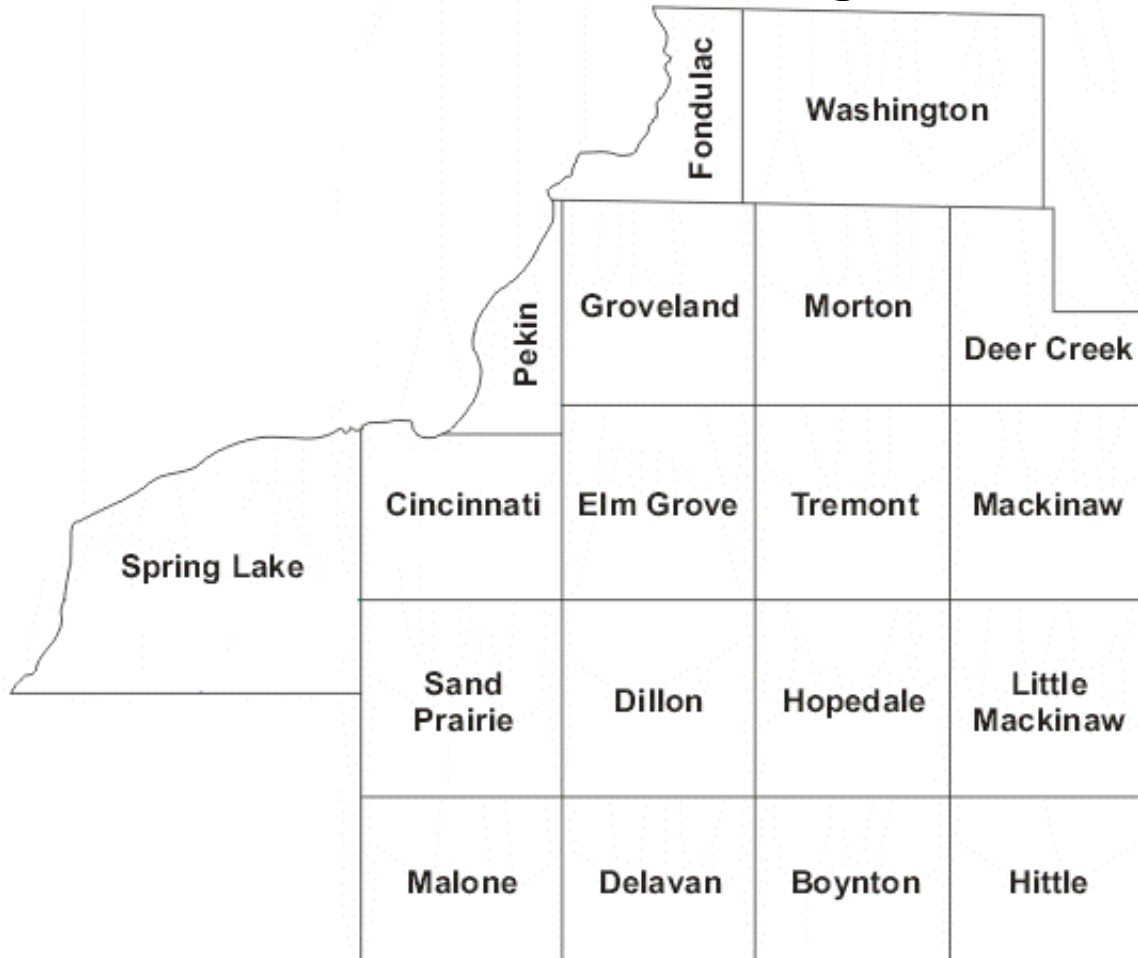 Fondulac
Washington
Groveland
Morton
Pekin
Deer Creek
Cincinnati
Elm Grove
Tremont
Mackinaw
Spring Lake
Sand
Prairie
Dillon
Hopedale
Little
Mackinaw
Malone
Delavan
Boynton
Hittle